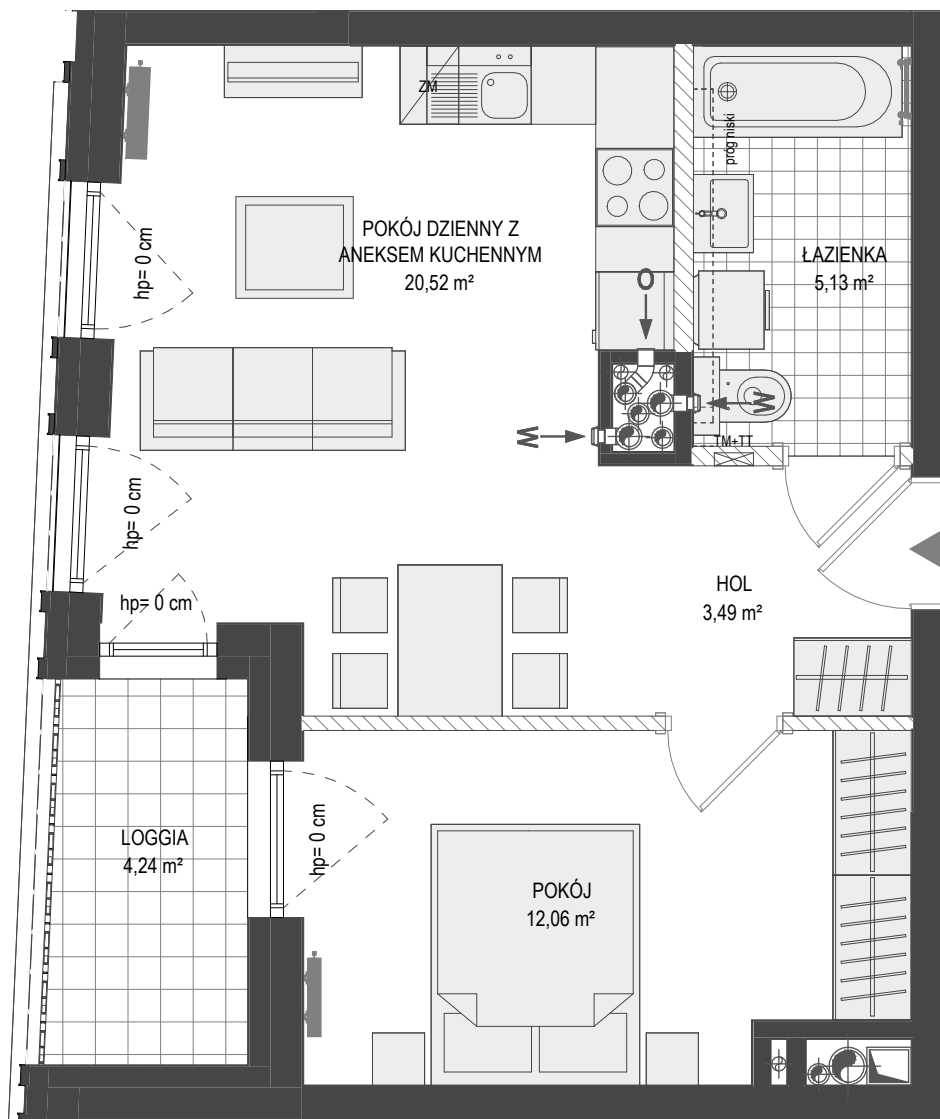 ZM
próg niski
POKÓJ DZIENNY Z
ANEKSEM KUCHENNYM
20,52 m²
ŁAZIENKA
5,13 m²
hp= 0 cm
O
W
W
TM+TT
hp= 0 cm
hp= 0 cm
HOL
3,49 m²
LOGGIA
4,24 m²
hp= 0 cm
POKÓJ
12,06 m²